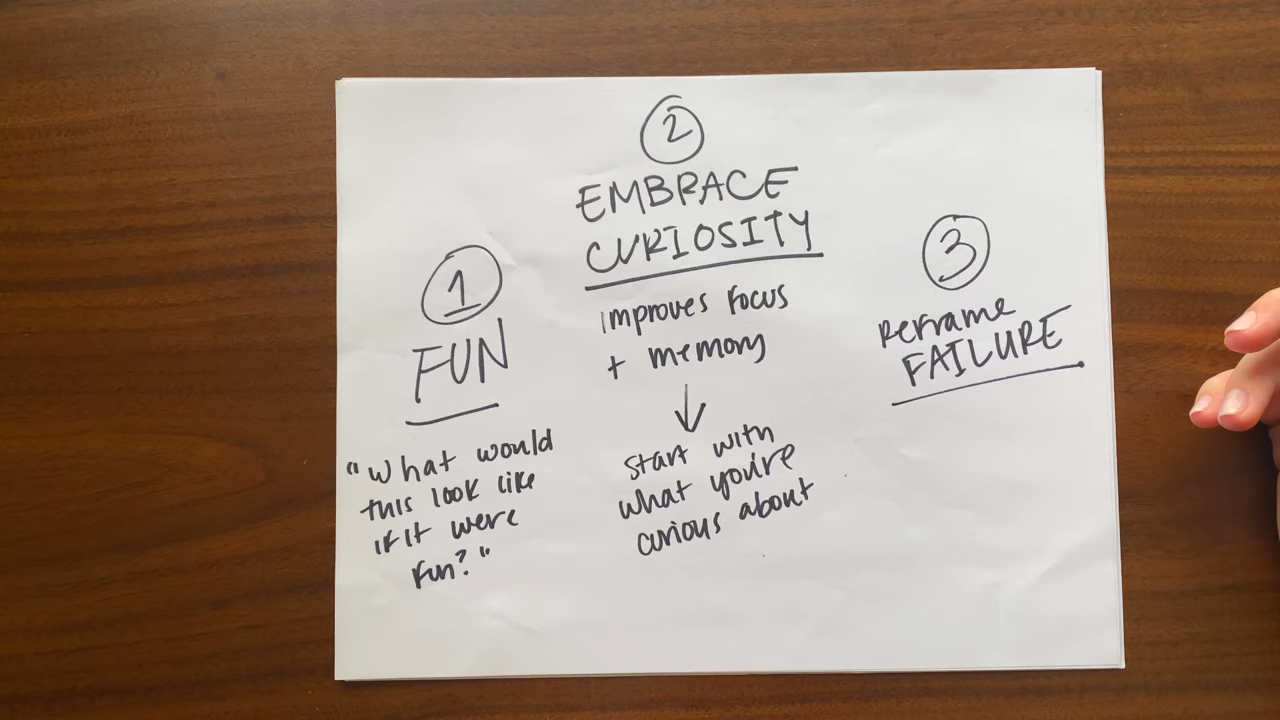 1
FUN
"What would
this look like
if it were
fun?"
2
EMBRACE
CURIOSITY
improves focus
+ memory
↓
start with
what you're
curious about
3
Reframe
FAILURE